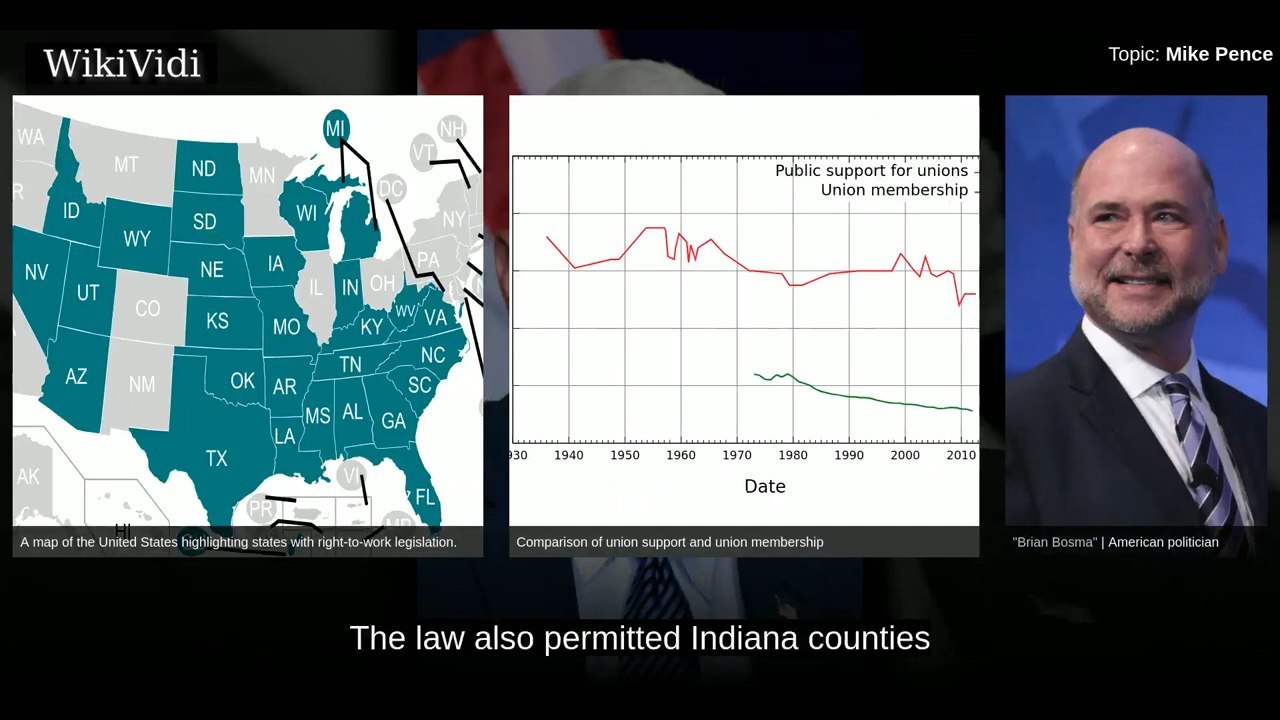 WikiVidi
Topic: Mike Pence
WA
MT
ND
MN
MI
VT
NH
DC
R
ID
SD
WI
NY
WY
PA
NV
UT
NE
IA
IL
IN
OH
CO
KS
MO
WV
VA
KY
AZ
NM
OK
AR
TN
NC
SC
MS
AL
GA
LA
TX
AK
VI
FL
PR
HI
A map of the United States highlighting states with right-to-work legislation.
Public support for unions
Union membership
930 1940 1950 1960 1970 1980 1990 2000 2010
Date
Comparison of union support and union membership
"Brian Bosma" | American politician
The law also permitted Indiana counties